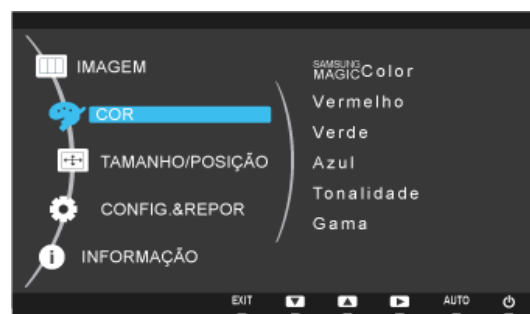 IMAGEM
COR
TAMANHO/POSIÇÃO
CONFIG.&REPOR
INFORMAÇÃO
SAMSUNG
MAGICColor
Vermelho
Verde
Azul
Tonalidade
Gama
EXIT
AUTO